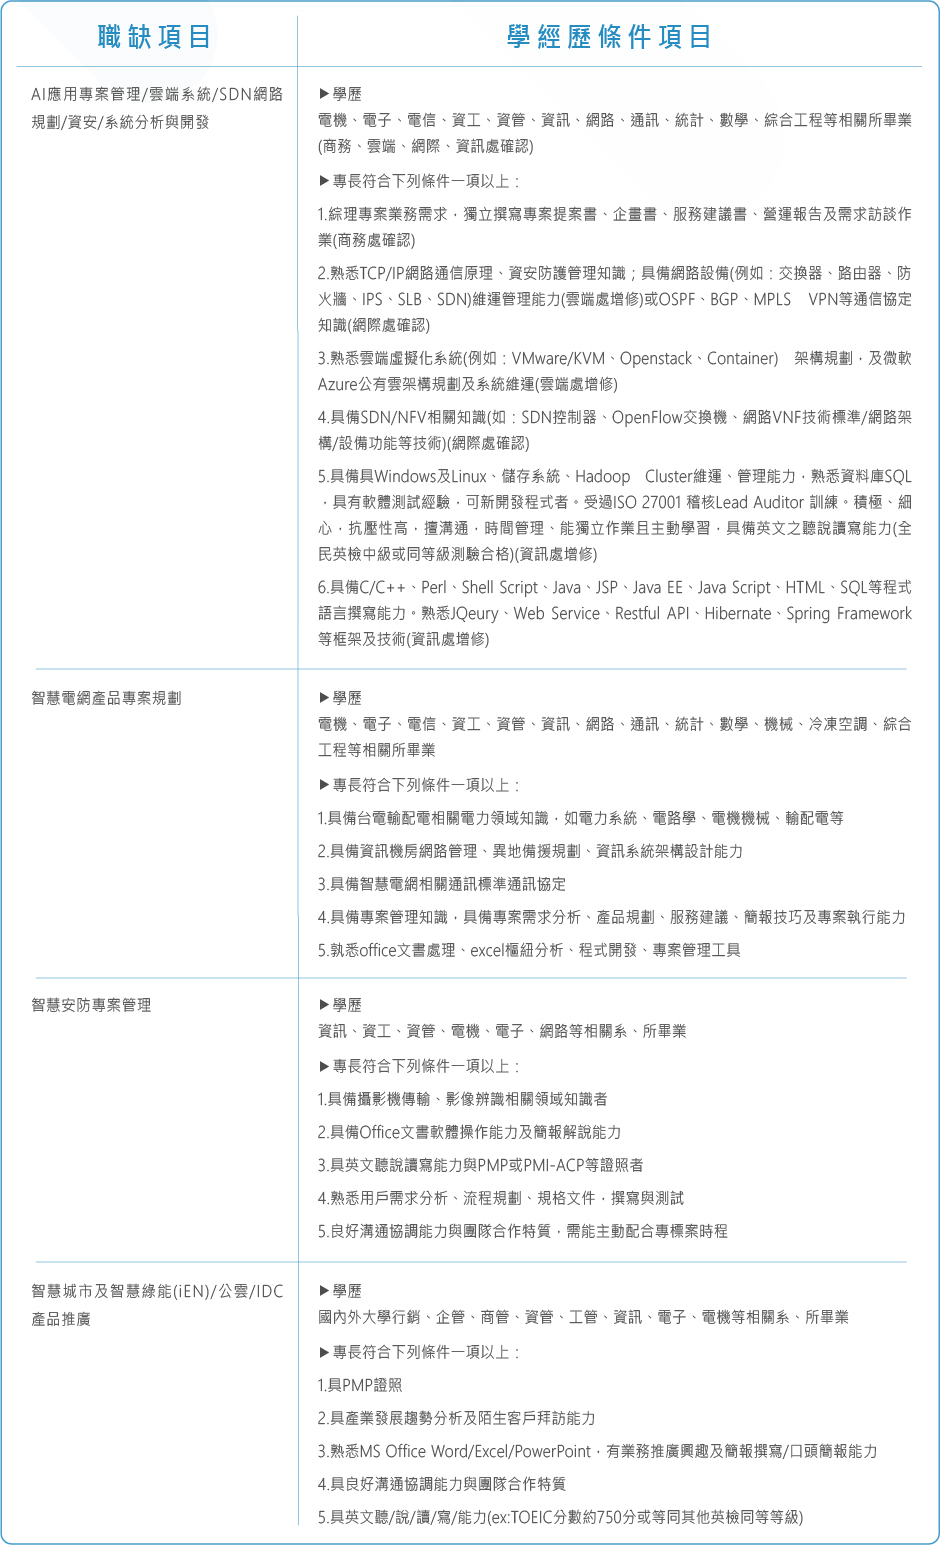 職缺項目
學經歷條件項目
AI應用專案管理/雲端系統/SDN網路
規劃/資安/系統分析與開發
▶學歷
電機、電子、電信、資工、資管、資訊、網路、通訊、統計、數學、綜合工程等相關所畢業
(商務、雲端、網際、資訊處確認)
▶專長符合下列條件一項以上：
1.綜理專案業務需求，獨立撰寫專案提案書、企畫書、服務建議書、營運報告及需求訪談作
業(商務處確認)
2.熟悉TCP/IP網路通信原理、資安防護管理知識；具備網路設備(例如：交換器、路由器、防
火牆、IPS、SLB、SDN)維運管理能力(雲端處增修)或OSPF、BGP、MPLS　VPN等通信協定
知識(網際處確認)
3.熟悉雲端虛擬化系統(例如：VMware/KVM、Openstack、Container)　架構規劃，及微軟
Azure公有雲架構規劃及系統維運(雲端處增修)
4.具備SDN/NFV相關知識(如：SDN控制器、OpenFlow交換機、網路VNF技術標準/網路架
構/設備功能等技術)(網際處確認)
5.具備具Windows及Linux、儲存系統、Hadoop　Cluster維運、管理能力，熟悉資料庫SQL
，具有軟體測試經驗，可新開發程式者。受過ISO 27001 稽核Lead Auditor 訓練。積極、細
心，抗壓性高，擅溝通，時間管理、能獨立作業且主動學習，具備英文之聽說讀寫能力(全
民英檢中級或同等級測驗合格)(資訊處增修)
6.具備C/C++、Perl、Shell Script、Java、JSP、Java EE、Java Script、HTML、SQL等程式
語言撰寫能力。熟悉JQeury、Web Service、Restful API、Hibernate、Spring Framework
等框架及技術(資訊處增修)
智慧電網產品專案規劃
▶學歷
電機、電子、電信、資工、資管、資訊、網路、通訊、統計、數學、機械、冷凍空調、綜合
工程等相關所畢業
▶專長符合下列條件一項以上：
1.具備台電輸配電相關電力領域知識，如電力系統、電路學、電機機械、輸配電等
2.具備資訊機房網路管理、異地備援規劃、資訊系統架構設計能力
3.具備智慧電網相關通訊標準通訊協定
4.具備專案管理知識，具備專案需求分析、產品規劃、服務建議、簡報技巧及專案執行能力
5.孰悉office文書處理、excel樞紐分析、程式開發、專案管理工具
智慧安防專案管理
▶學歷
資訊、資工、資管、電機、電子、網路等相關系、所畢業
▶專長符合下列條件一項以上：
1.具備攝影機傳輸、影像辨識相關領域知識者
2.具備Office文書軟體操作能力及簡報解說能力
3.具英文聽說讀寫能力與PMP或PMI-ACP等證照者
4.熟悉用戶需求分析、流程規劃、規格文件，撰寫與測試
5.良好溝通協調能力與團隊合作特質，需能主動配合專標案時程
智慧城市及智慧綠能(iEN)/公雲/IDC
產品推廣
▶學歷
國內外大學行銷、企管、商管、資管、工管、資訊、電子、電機等相關系、所畢業
▶專長符合下列條件一項以上：
1.具PMP證照
2.具產業發展趨勢分析及陌生客戶拜訪能力
3.熟悉MS Office Word/Excel/PowerPoint，有業務推廣興趣及簡報撰寫/口頭簡報能力
4.具良好溝通協調能力與團隊合作特質
5.具英文聽/說/讀/寫/能力(ex:TOEIC分數約750分或等同其他英檢同等等級)